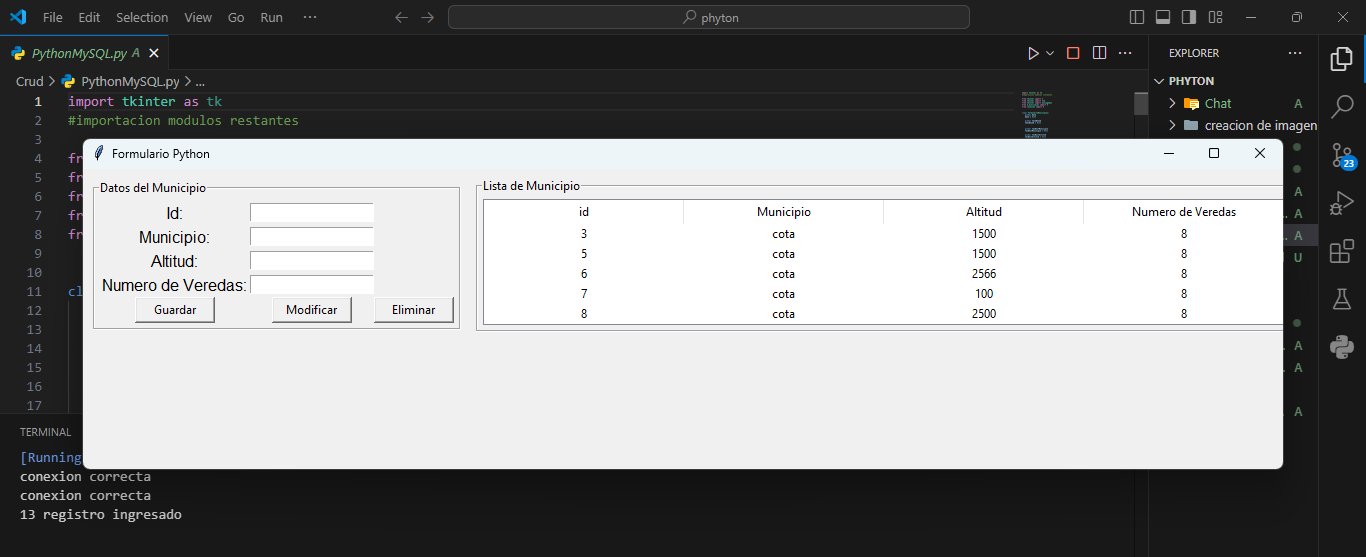 File Edit Selection View Go Run ···
phyton
PythonMySQL.py A
Crud > PythonMySQL.py > ...
1 import tkinter as tk
2 #importacion modulos restantes
3
4 fr
5 fr
6 fr
7 fr
8 fr
9
10
11 cl
12
13
14
15
16
17
Formulario Python
Datos del Municipio
Id:
Municipio:
Altitud:
Numero de Veredas:
Guardar Modificar Eliminar
Lista de Municipio
id Municipio Altitud Numero de Veredas
3 cota 1500 8
5 cota 1500 8
6 cota 2566 8
7 cota 100 8
8 cota 2500 8
TERMINAL
[Running
conexion correcta
conexion correcta
13 registro ingresado
EXPLORER
PHYTON
Chat A
creacion de imagen
A
A
A
U
A
A
A
23